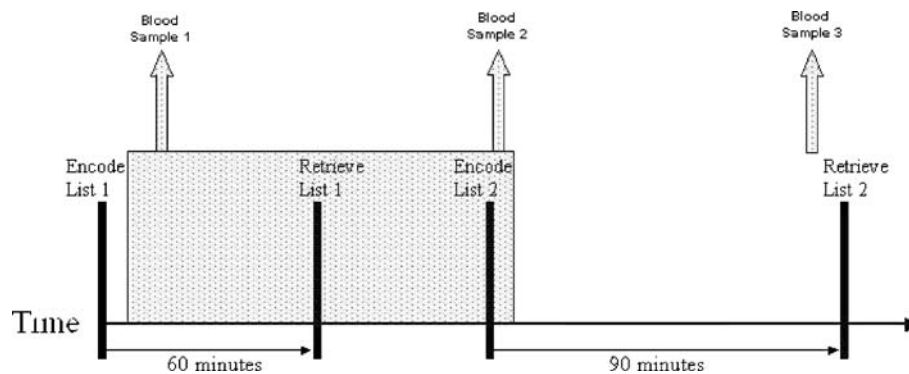 Blood
Sample 1
Blood
Sample 2
Blood
Sample 3
Encode
List 1
Retrieve
List 1
Encode
List 2
Retrieve
List 2
Time
60 minutes
90 minutes